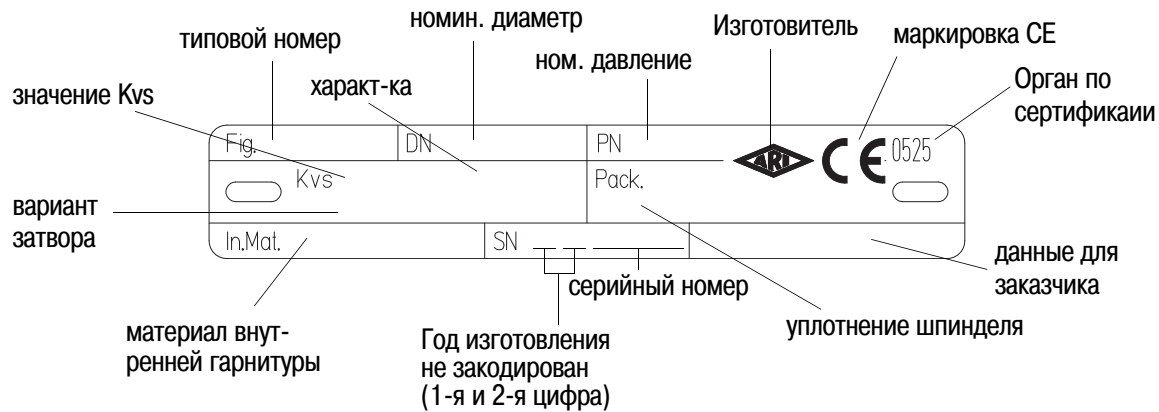 номин. диаметр
типовой номер
Изготовитель
маркировка CE
ном. давление
Орган по
сертификаии
характ-ка
значение Kvs
Fig.
DN
PN
ARI
CE
0525
Kvs
Pack.
вариант
затвора
In.Mat.
SN
данные для
заказчика
серийный номер
уплотнение шпинделя
материал внут-
ренней гарнитуры
Год изготовления
не закодирован
(1-я и 2-я цифра)